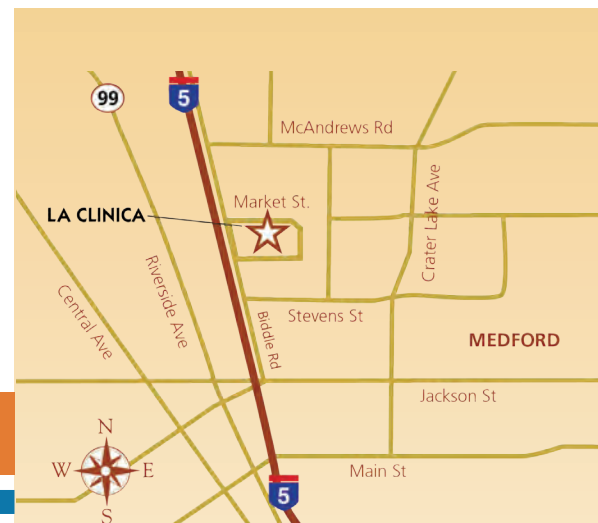 99
5
McAndrews Rd
Market St.
LA CLINICA
Crater Lake Ave
Riverside Ave
Central Ave
Biddle Rd
Stevens St
MEDFORD
Jackson St
N
W
E
S
Main St
5